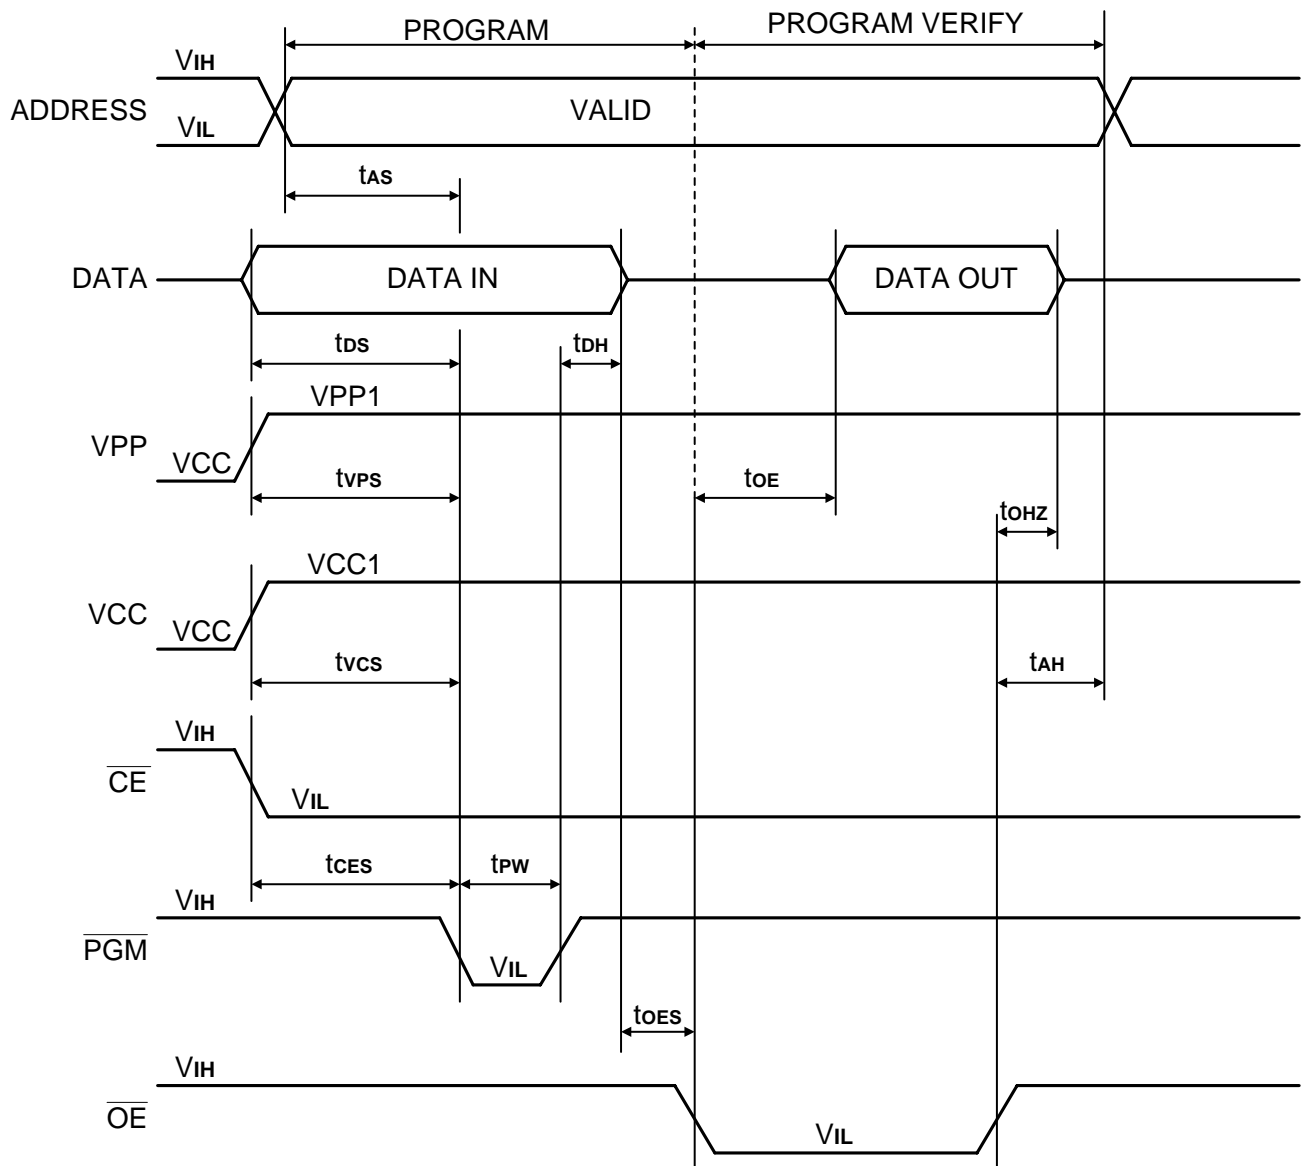 PROGRAM
PROGRAM VERIFY
VIH
ADDRESS
VALID
VIL
tAS
DATA
DATA IN
DATA OUT
tDS
tDH
VPP1
VPP
VCC
tVPS
tOE
tOHZ
VCC1
VCC
VCC
tVCS
tAH
VIH
CE
VIL
tCES
tPW
VIH
PGM
VIL
tOES
VIH
OE
VIL